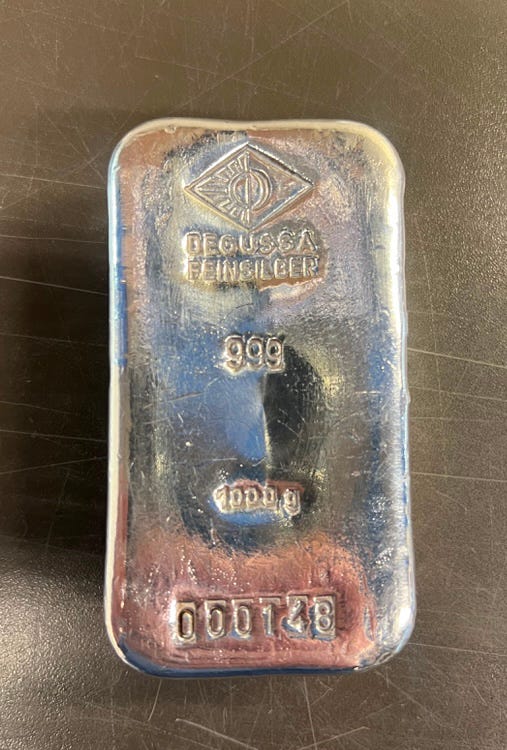 DEGUSSA
FEINSILBER
999
1000 g
000148